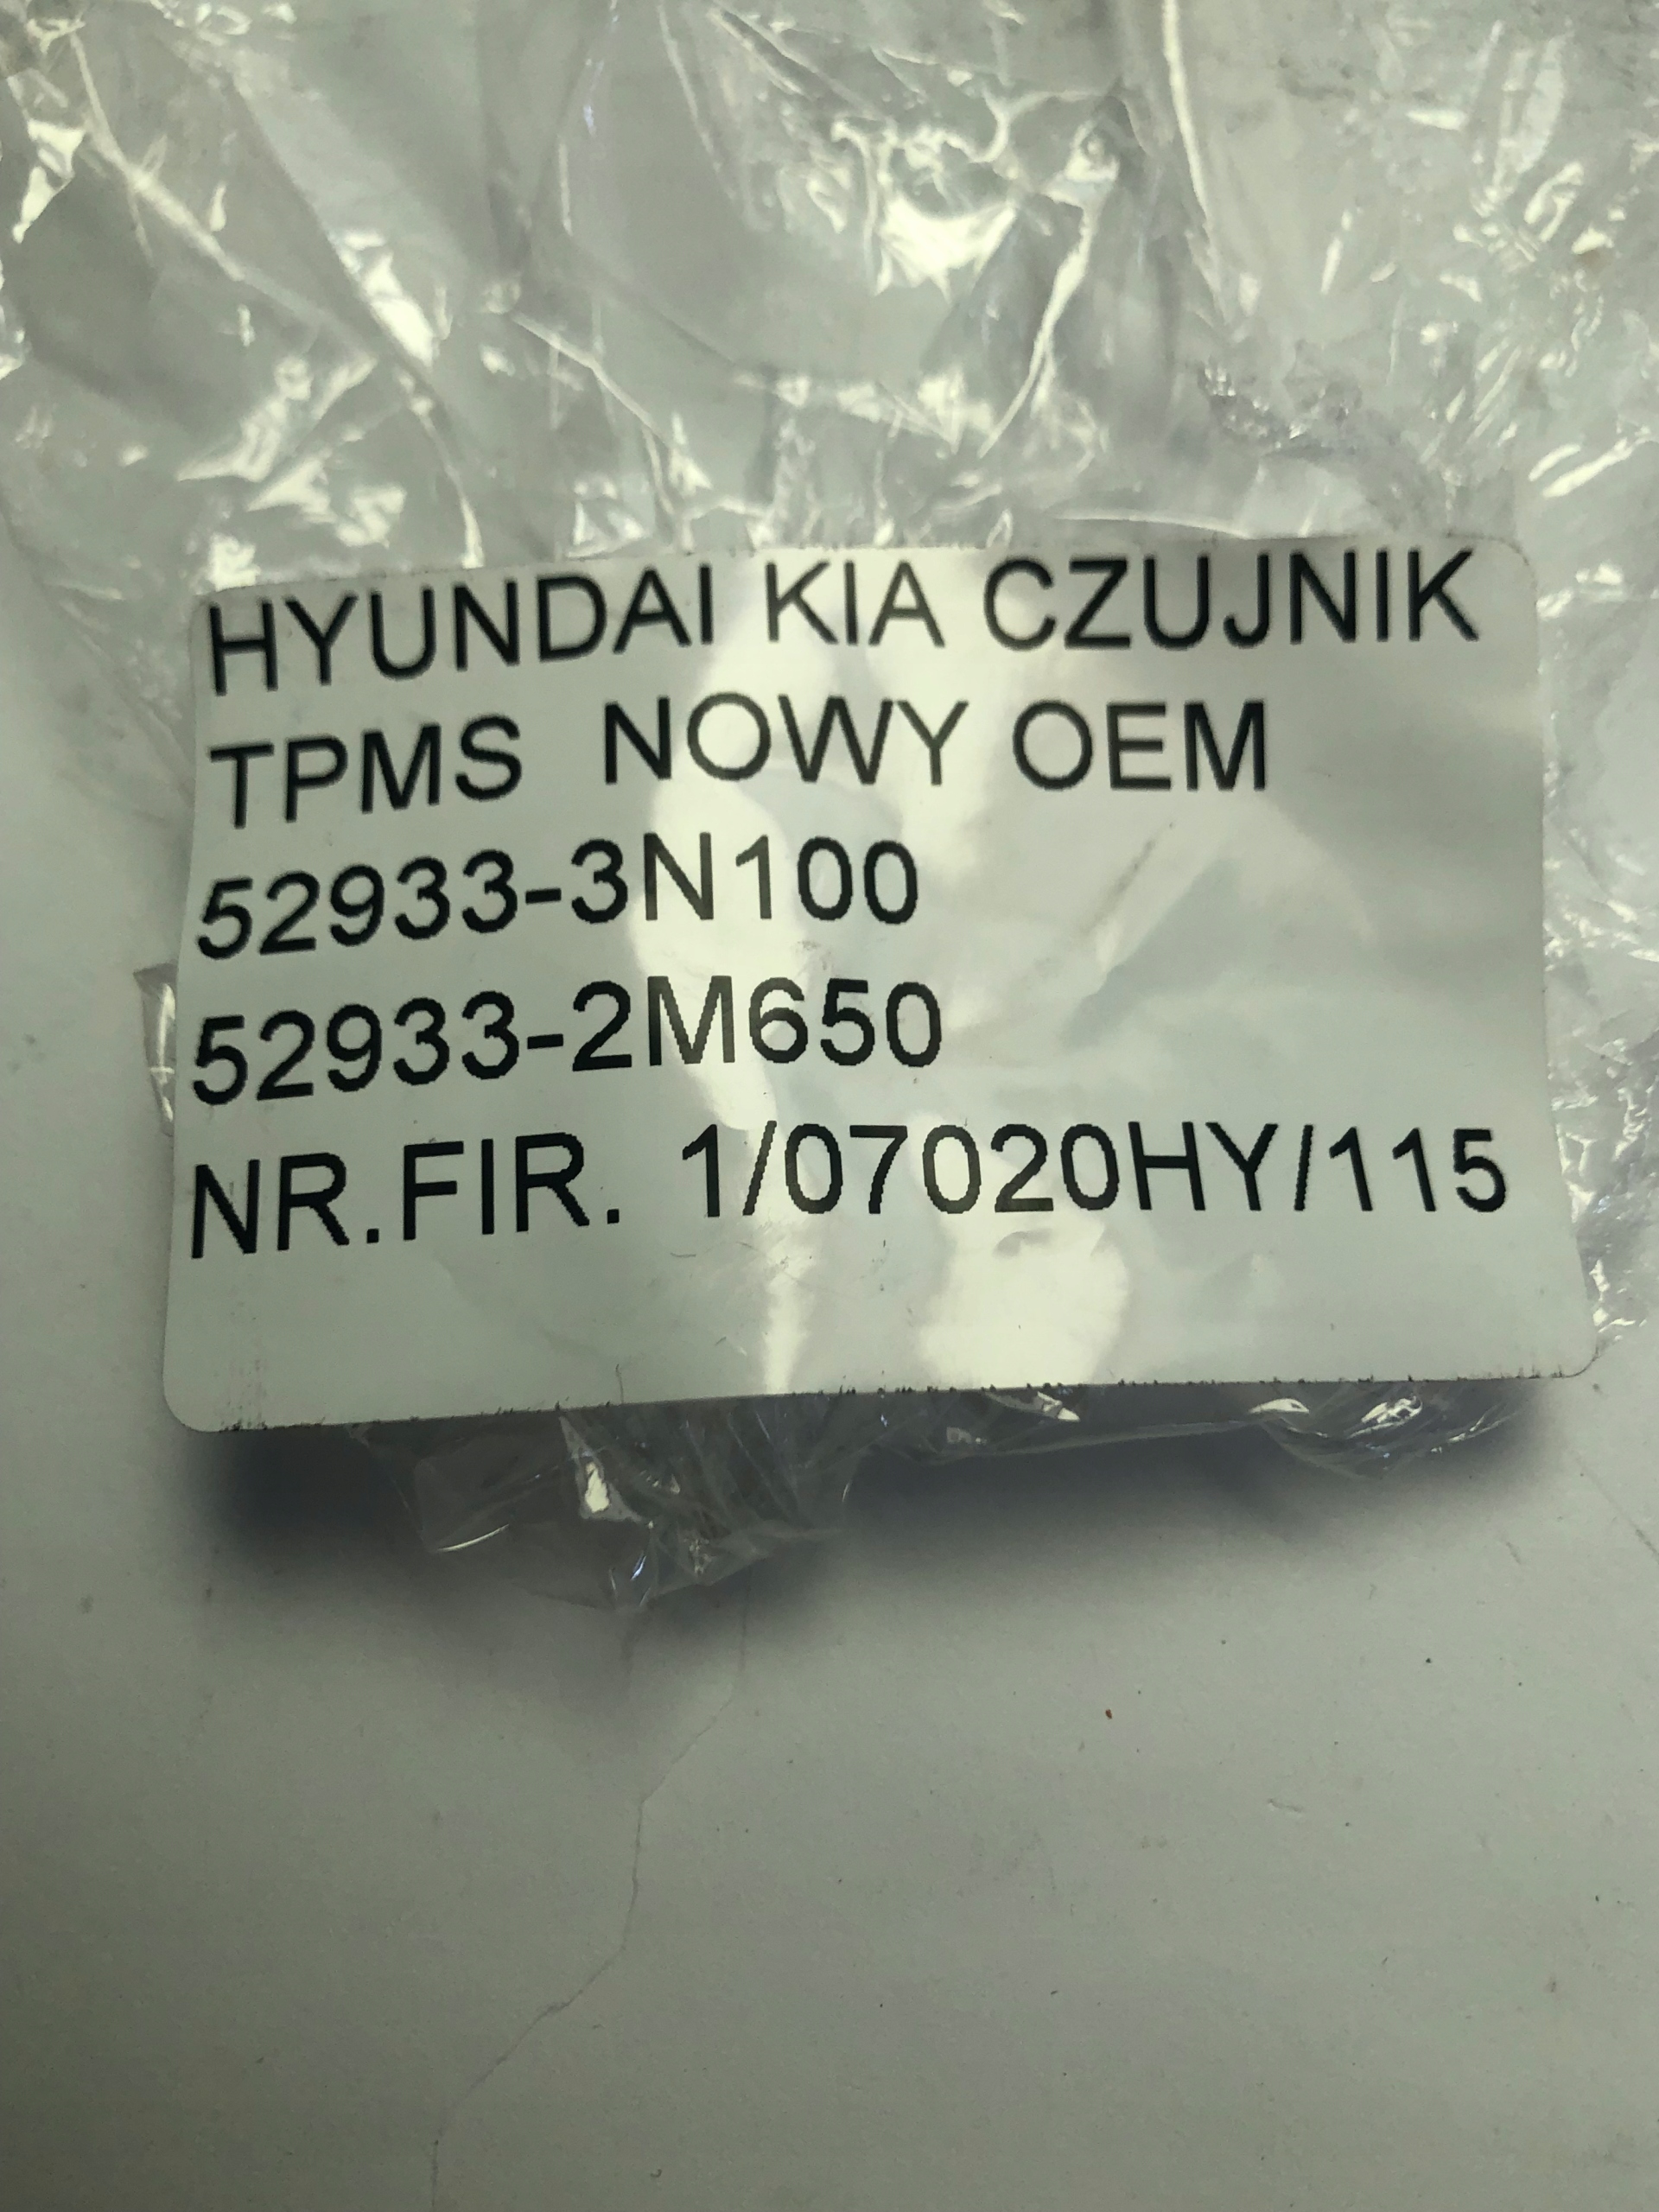 HYUNDAI KIA CZUJNIK
TPMS NOWY OEM
52933-3N100
52933-2M650
NR.FIR. 1/07020HY/115